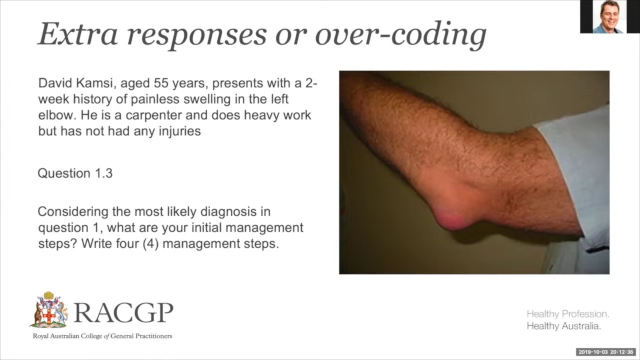 Extra responses or over-coding
David Kamsi, aged 55 years, presents with a 2-
week history of painless swelling in the left
elbow. He is a carpenter and does heavy work
but has not had any injuries
Question 1.3
Considering the most likely diagnosis in
question 1, what are your initial management
steps? Write four (4) management steps.
RACGP
Royal Australian College of General Practitioners
Healthy Profession.
Healthy Australia.
2019-10-03 20:12:36